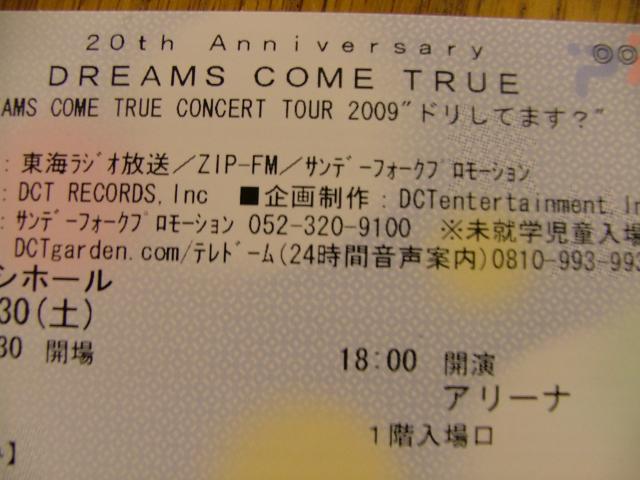 20th Anniversary
DREAMS COME TRUE
AMS COME TRUE CONCERT TOUR 2009"ドリしてます?"
: 東海ラジオ放送/ZIP-FM/サンデーフォークプロモーション
: DCT RECORDS,Inc ■企画制作:DCTentertainment,In
: サンデーフォークプロモーション 052-320-9100 ※未就学児童入場
DCTgarden.com/テレドーム(24時間音声案内)0810-993-993
ンホール
30(土)
30 開場 18:00 開演
アリーナ
1階入場口